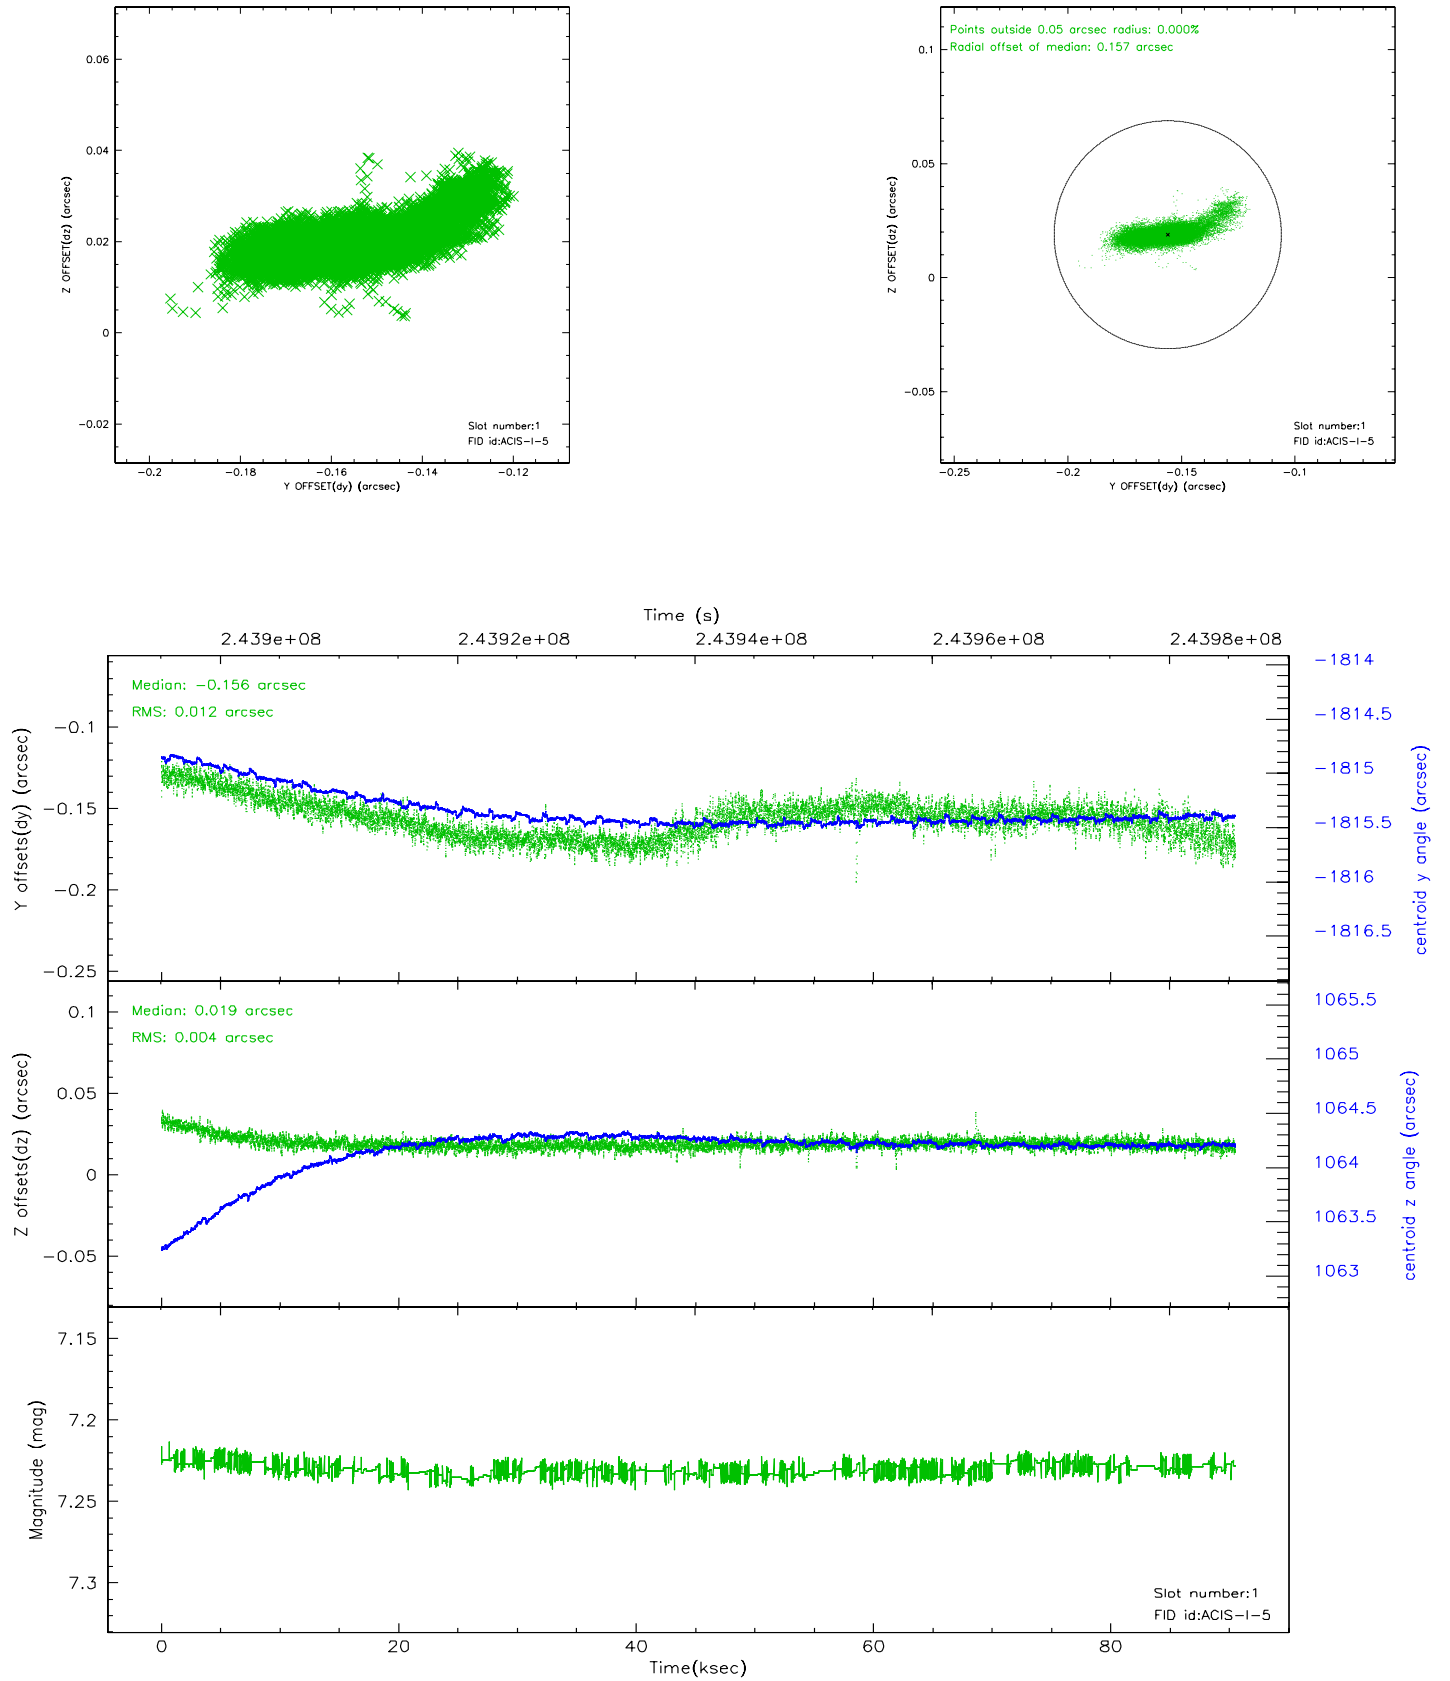 0.06
0.04
0.02
0
−0.02
−0.2
−0.18
−0.16
−0.14
−0.12
Z OFFSET(dz) (arcsec)
Y OFFSET(dy) (arcsec)
Slot number:1
FID id:ACIS−I−5
Points outside 0.05 arcsec radius: 0.000%
Radial offset of median: 0.157 arcsec
0.1
0.05
0
−0.05
−0.25
−0.2
−0.15
−0.1
Z OFFSET(dz) (arcsec)
Y OFFSET(dy) (arcsec)
Slot number:1
FID id:ACIS−I−5
Time (s)
2.439e+08
2.4392e+08
2.4394e+08
2.4396e+08
2.4398e+08
Median: −0.156 arcsec
RMS: 0.012 arcsec
−0.1
−0.15
−0.2
−0.25
Y offsets(dy) (arcsec)
−1814
−1814.5
−1815
−1815.5
−1816
−1816.5
centroid y angle (arcsec)
Median: 0.019 arcsec
RMS: 0.004 arcsec
0.1
0.05
0
−0.05
Z offsets(dz) (arcsec)
1065.5
1065
1064.5
1064
1063.5
1063
centroid z angle (arcsec)
7.15
7.2
7.25
7.3
Magnitude (mag)
Slot number:1
FID id:ACIS−I−5
0
20
40
60
80
Time(ksec)